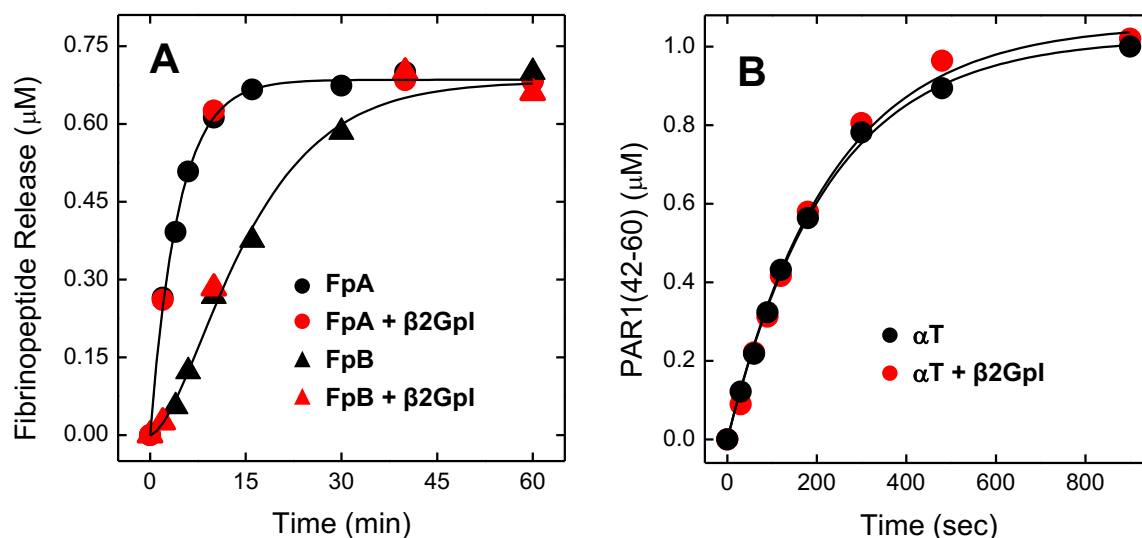 A
Fibrinopeptide Release (μM)
0.75
0.60
0.45
0.30
0.15
0.00
FpA
FpA + β2GpI
FpB
FpB + β2GpI
0 15 30 45 60
Time (min)
B
PAR1(42-60) (μM)
1.0
0.8
0.6
0.4
0.2
0.0
αT
αT + β2GpI
0 200 400 600 800
Time (sec)